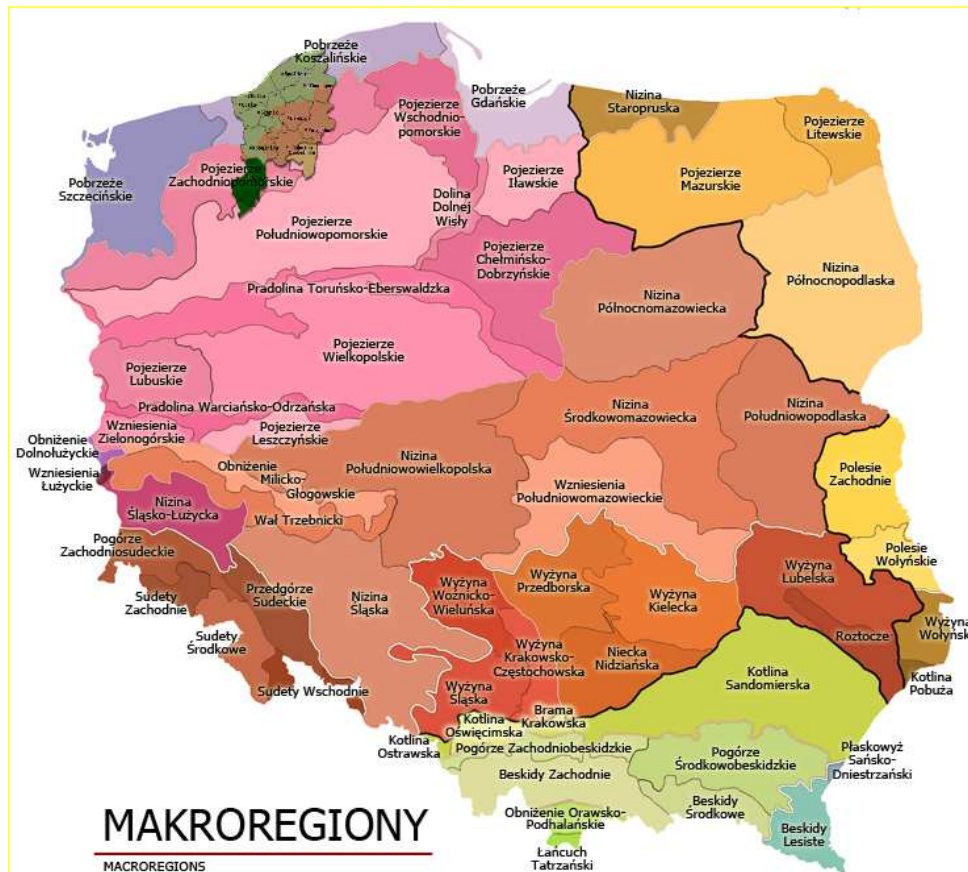 Pobrzeże
Koszalińskie
Pobrzeże
Gdańskie
Nizina
Staropruska
Pojezierze
Litewskie
Pojezierze
Wschodnio-
pomorskie
Pobrzeże
Szczecińskie
Pojezierze
Zachodniopomorskie
Pojezierze
Iławskie
Pojezierze
Mazurskie
Dolina
Dolnej
Wisły
Pojezierze
Południowopomorskie
Pojezierze
Chełmińsko-
Dobrzyńskie
Nizina
Północnopodlaska
Pradolina Toruńsko-Eberswaldzka
Nizina
Północnomazowiecka
Pojezierze
Wielkopolskie
Pojezierze
Lubuskie
Pradolina Warciańsko-Odrzańska
Nizina
Środkowomazowiecka
Nizina
Południowopodlaska
Wzniesienia
Zielonogórskie
Pojezierze
Leszczyńskie
Obniżenie
Dolnołużyckie
Wzniesienia
Łużyckie
Obniżenie
Milicko-
Głogowskie
Nizina
Południowowielkopolska
Wzniesienia
Południowomazowieckie
Polesie
Zachodnie
Nizina
Śląsko-Łużycka
Wał Trzebnicki
Pogórze
Zachodniosudeckie
Polesie
Wołyńskie
Przedgórze
Sudeckie
Nizina
Śląska
Wyżyna
Woźnicko-
Wieluńska
Wyżyna
Przedborska
Wyżyna
Kielecka
Wyżyna
Lubelska
Sudety
Zachodnie
Sudety
Środkowe
Wyżyna
Krakowsko-
Częstochowska
Niecka
Nidziańska
Roztocze
Wyżyna
Wołyńsk
Sudety Wschodnie
Wyżyna
Śląska
Kotlina
Sandomierska
Kotlina
Pobuża
Brama
Krakowska
Kotlina
Oświęcimska
Kotlina
Ostrawska
Pogórze Zachodniobeskidzkie
Pogórze
Środkowobeskidzkie
Płaskowyż
Sańsko-
Dniestrzański
Beskidy Zachodnie
Beskidy
Środkowe
Obniżenie Orawsko-
Podhalańskie
Łańcuch
Tatrzański
Beskidy
Lesiste
MAKROREGIONY
MACROREGIONS